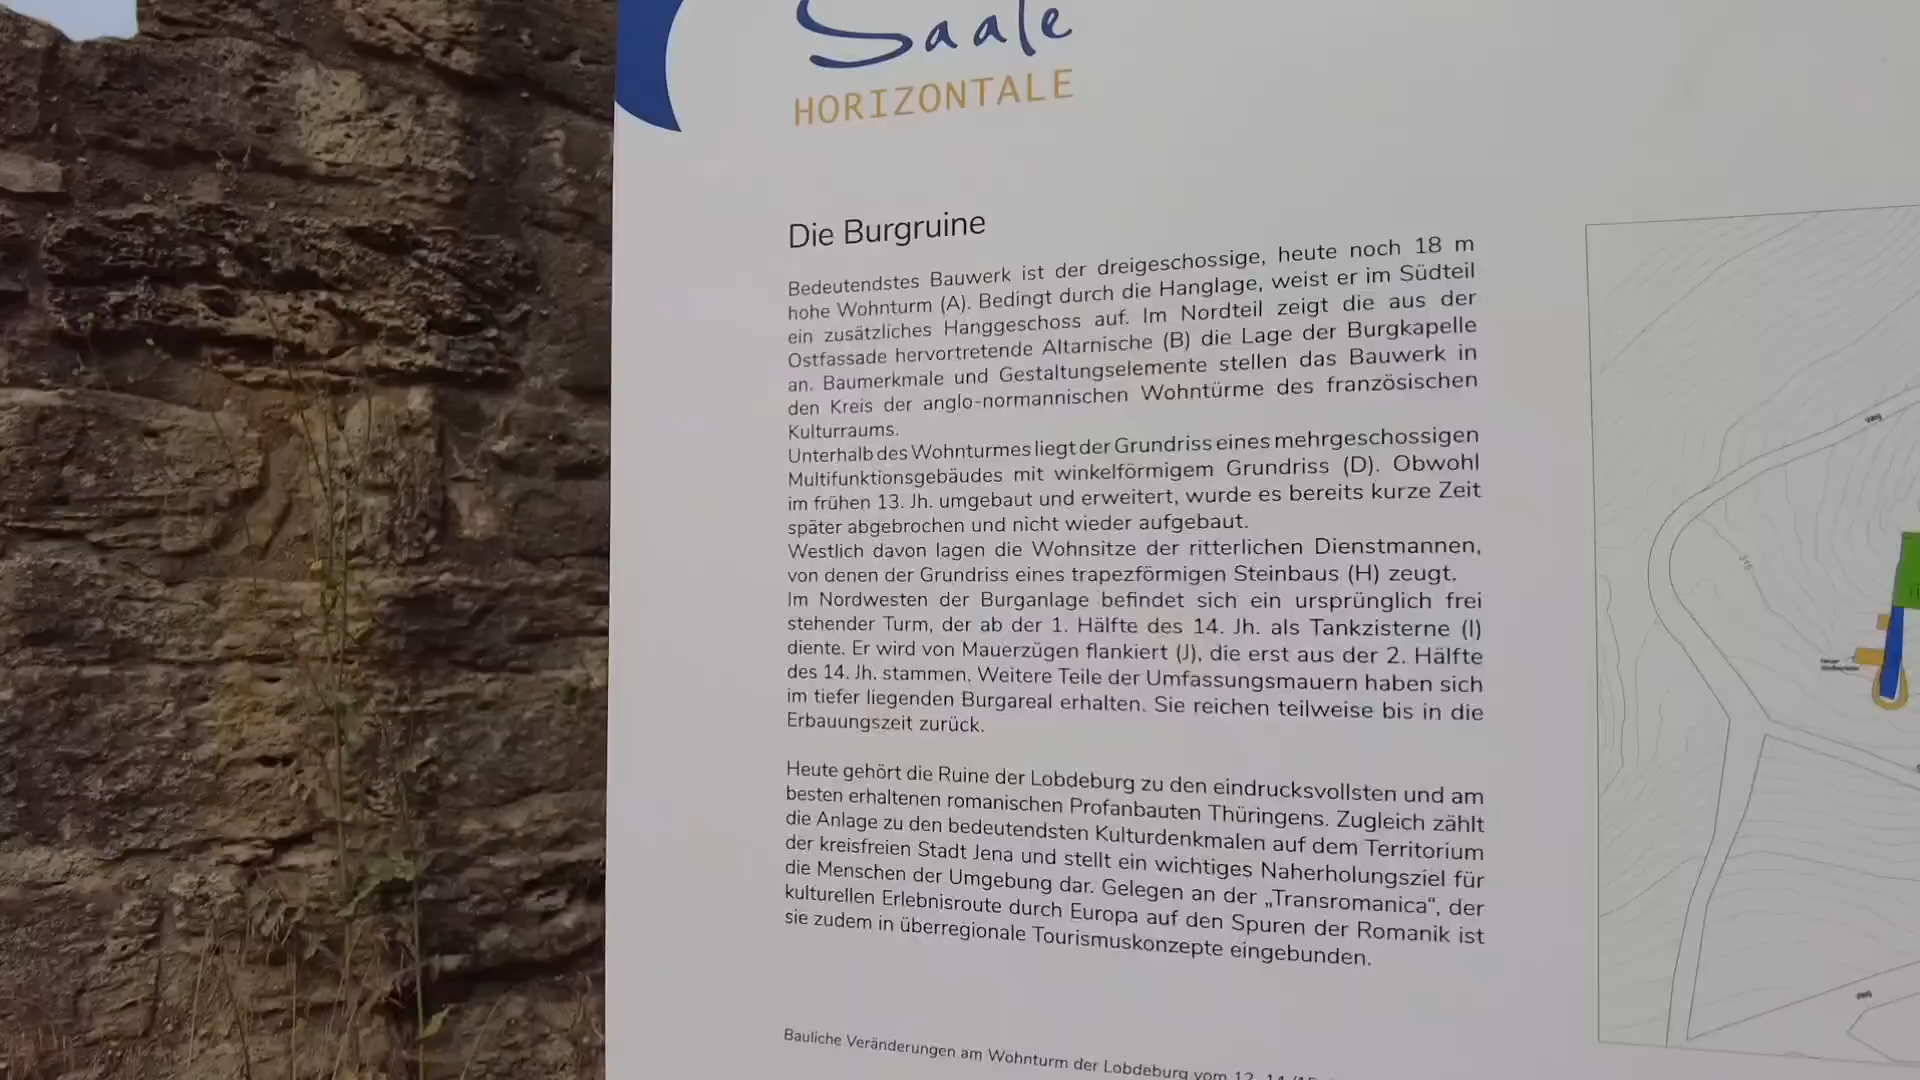 Saale
HORIZONTALE
Die Burgruine
Bedeutendstes Bauwerk ist der dreigeschossige, heute noch 18 m
hohe Wohnturm (A). Bedingt durch die Hanglage, weist er im Südteil
ein zusätzliches Hanggeschoss auf. Im Nordteil zeigt die aus der
Ostfassade hervortretende Altarnische (B) die Lage der Burgkapelle
an. Baumerkmale und Gestaltungselemente stellen das Bauwerk in
den Kreis der anglo-normannischen Wohntürme des französischen
Kulturraums.
Unterhalb des Wohnturmes liegt der Grundriss eines mehrgeschossigen
Multifunktionsgebäudes mit winkelförmigem Grundriss (D). Obwohl
im frühen 13. Jh. umgebaut und erweitert, wurde es bereits kurze Zeit
später abgebrochen und nicht wieder aufgebaut.
Westlich davon lagen die Wohnsitze der ritterlichen Dienstmannen,
von denen der Grundriss eines trapezförmigen Steinbaus (H) zeugt.
Im Nordwesten der Burganlage befindet sich ein ursprünglich frei
stehender Turm, der ab der 1. Hälfte des 14. Jh. als Tankzisterne (I)
diente. Er wird von Mauerzügen flankiert (J), die erst aus der 2. Hälfte
des 14. Jh. stammen. Weitere Teile der Umfassungsmauern haben sich
im tiefer liegenden Burgareal erhalten. Sie reichen teilweise bis in die
Erbauungszeit zurück.
Heute gehört die Ruine der Lobdeburg zu den eindrucksvollsten und am
besten erhaltenen romanischen Profanbauten Thüringens. Zugleich zählt
die Anlage zu den bedeutendsten Kulturdenkmalen auf dem Territorium
der kreisfreien Stadt Jena und stellt ein wichtiges Naherholungsziel für
die Menschen der Umgebung dar. Gelegen an der „Transromanica“, der
kulturellen Erlebnisroute durch Europa auf den Spuren der Romanik ist
sie zudem in überregionale Tourismuskonzepte eingebunden.
Bauliche Veränderungen am Wohnturm der Lobdeburg vom 12.
Weg
Weg